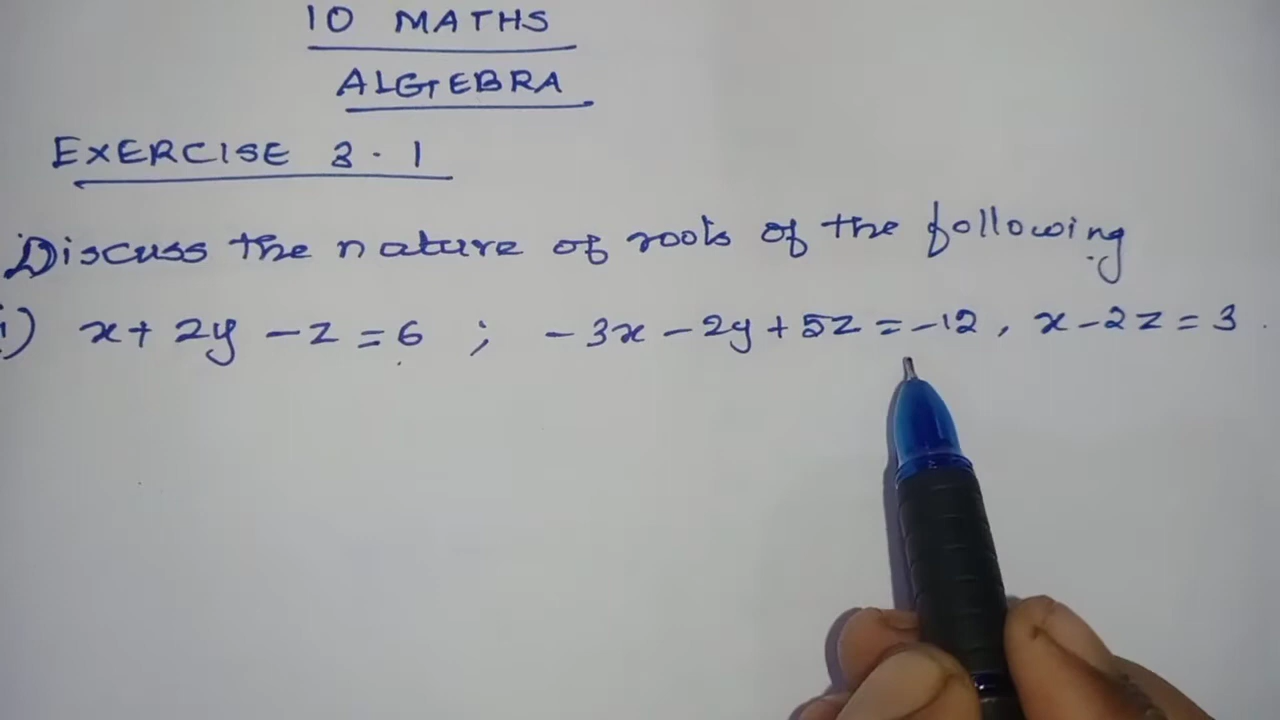 10 MATHS
ALGEBRA
EXERCISE 3.1
Discuss the nature of roots of the following
i) x + 2y - z = 6 ; -3x - 2y + 5z = -12, x - 2z = 3.